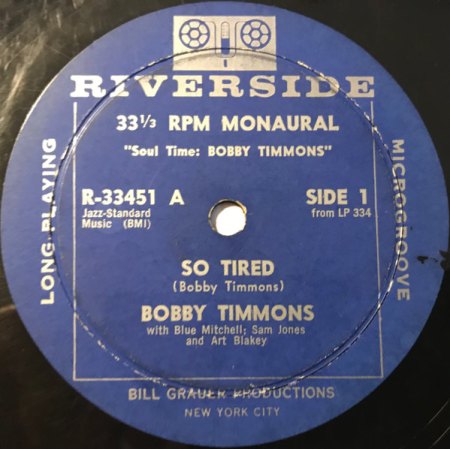 RIVERSIDE
33 1/3 RPM MONAURAL
"Soul Time: BOBBY TIMMONS"
R-33451 A
Jazz-Standard
Music (BMI)
SIDE 1
from LP 334
LONG PLAYING
MICROGROOVE
SO TIRED
(Bobby Timmons)
BOBBY TIMMONS
with Blue Mitchell; Sam Jones
and Art Blakey
BILL GRAUER PRODUCTIONS
NEW YORK CITY